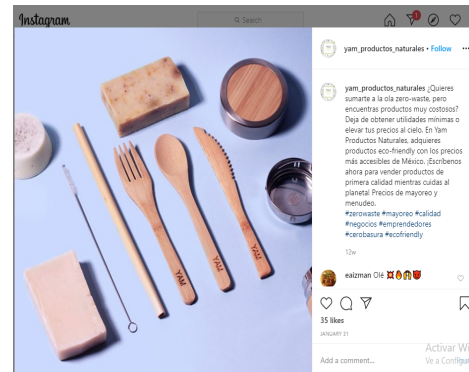 Instagram
Search
1
yam_productos_naturales • Follow
YAM
YAM
YAM
yam_productos_naturales ¿Quieres
sumarte a la ola zero-waste, pero
encuentras productos muy costosos?
Deja de obtener utilidades mínimas o
elevar tus precios al cielo. En Yam
Productos Naturales, adquieres
productos eco-friendly con los precios
más accesibles de México. ¡Escríbenos
ahora para vender productos de
primera calidad mientras cuidas al
planeta! Precios de mayoreo y
menudeo.
#zerowaste #mayoreo #calidad
#negocios #emprendedores
#cerobasura #ecofriendly
12w
eaizman Olé 💥🔥🙌👹
35 likes
JANUARY 31
Add a comment...
Activar Wi
Ve a Configur